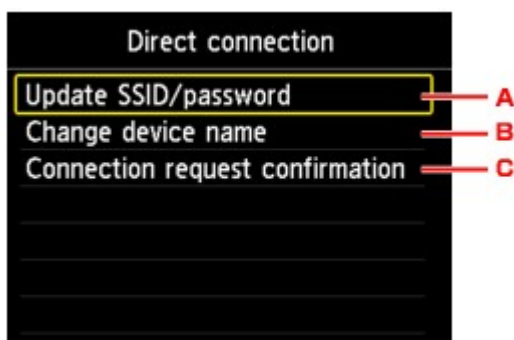 Direct connection
Update SSID/password A
Change device name B
Connection request confirmation C